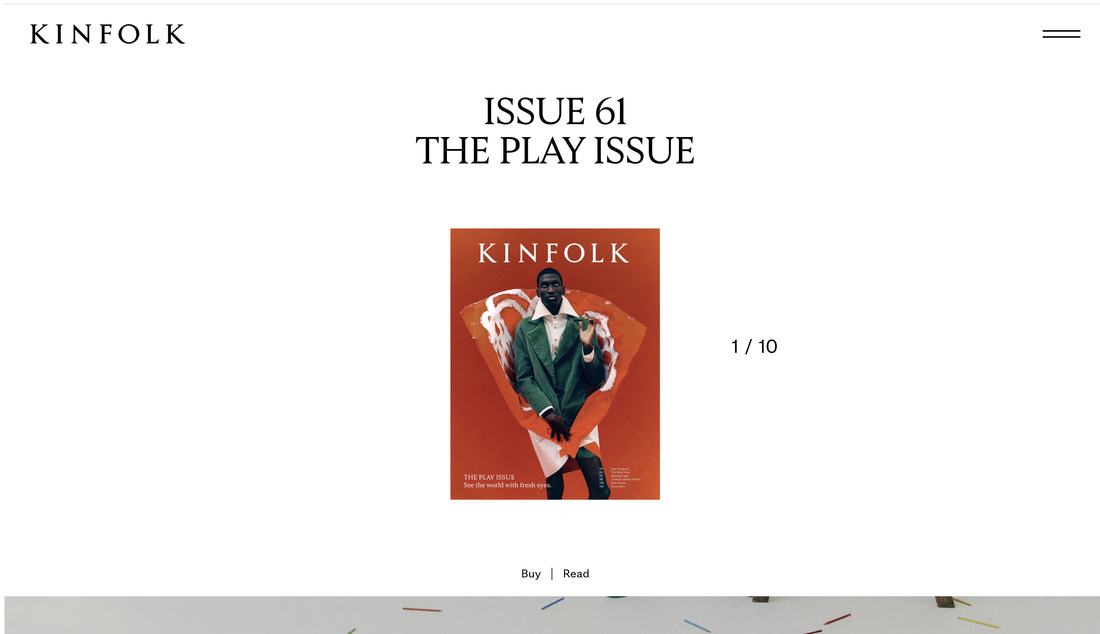 KINFOLK
ISSUE 61
THE PLAY ISSUE
KINFOLK
1 / 10
THE PLAY ISSUE
See the world with fresh eyes.
Buy | Read